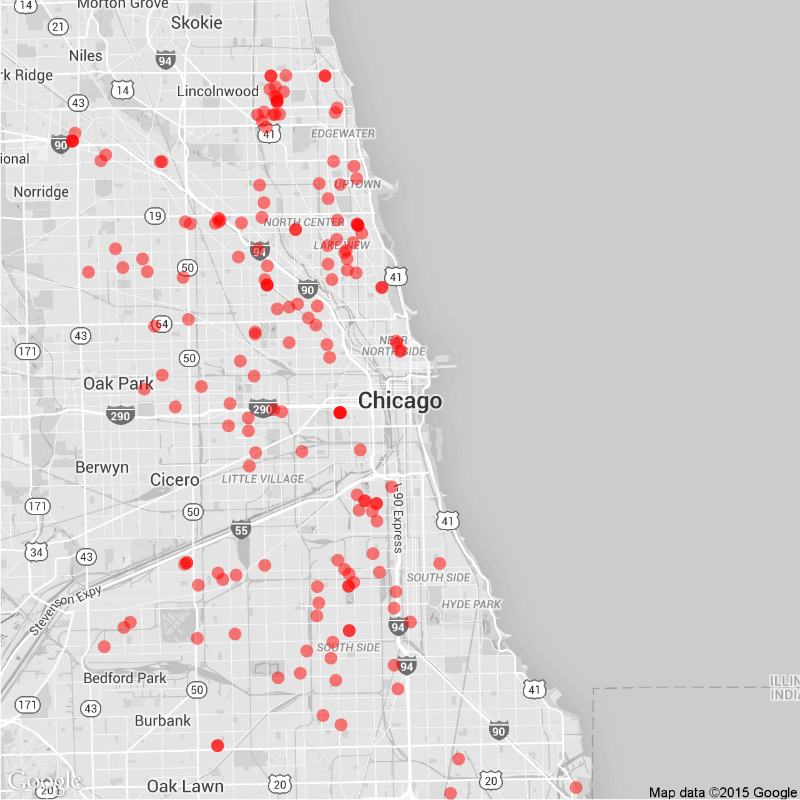 14
Morton Grove
21
Skokie
Niles
94
rk Ridge
14
Lincolnwood
43
EDGEWATER
41
90
ional
Norridge
UPTOWN
19
NORTH CENTER
LAKE VIEW
94
50
41
90
64
43
NEAR
NORTH SIDE
171
50
Oak Park
Chicago
290
290
Berwyn
Cicero
LITTLE VILLAGE
171
50
I-90 Express
41
55
34
43
SOUTH SIDE
Stevenson Expy
HYDE PARK
94
SOUTH SIDE
94
Bedford Park
ILLIN
INDIA
50
41
171
43
Burbank
90
Google
Oak Lawn
20
20
20
Map data ©2015 Google